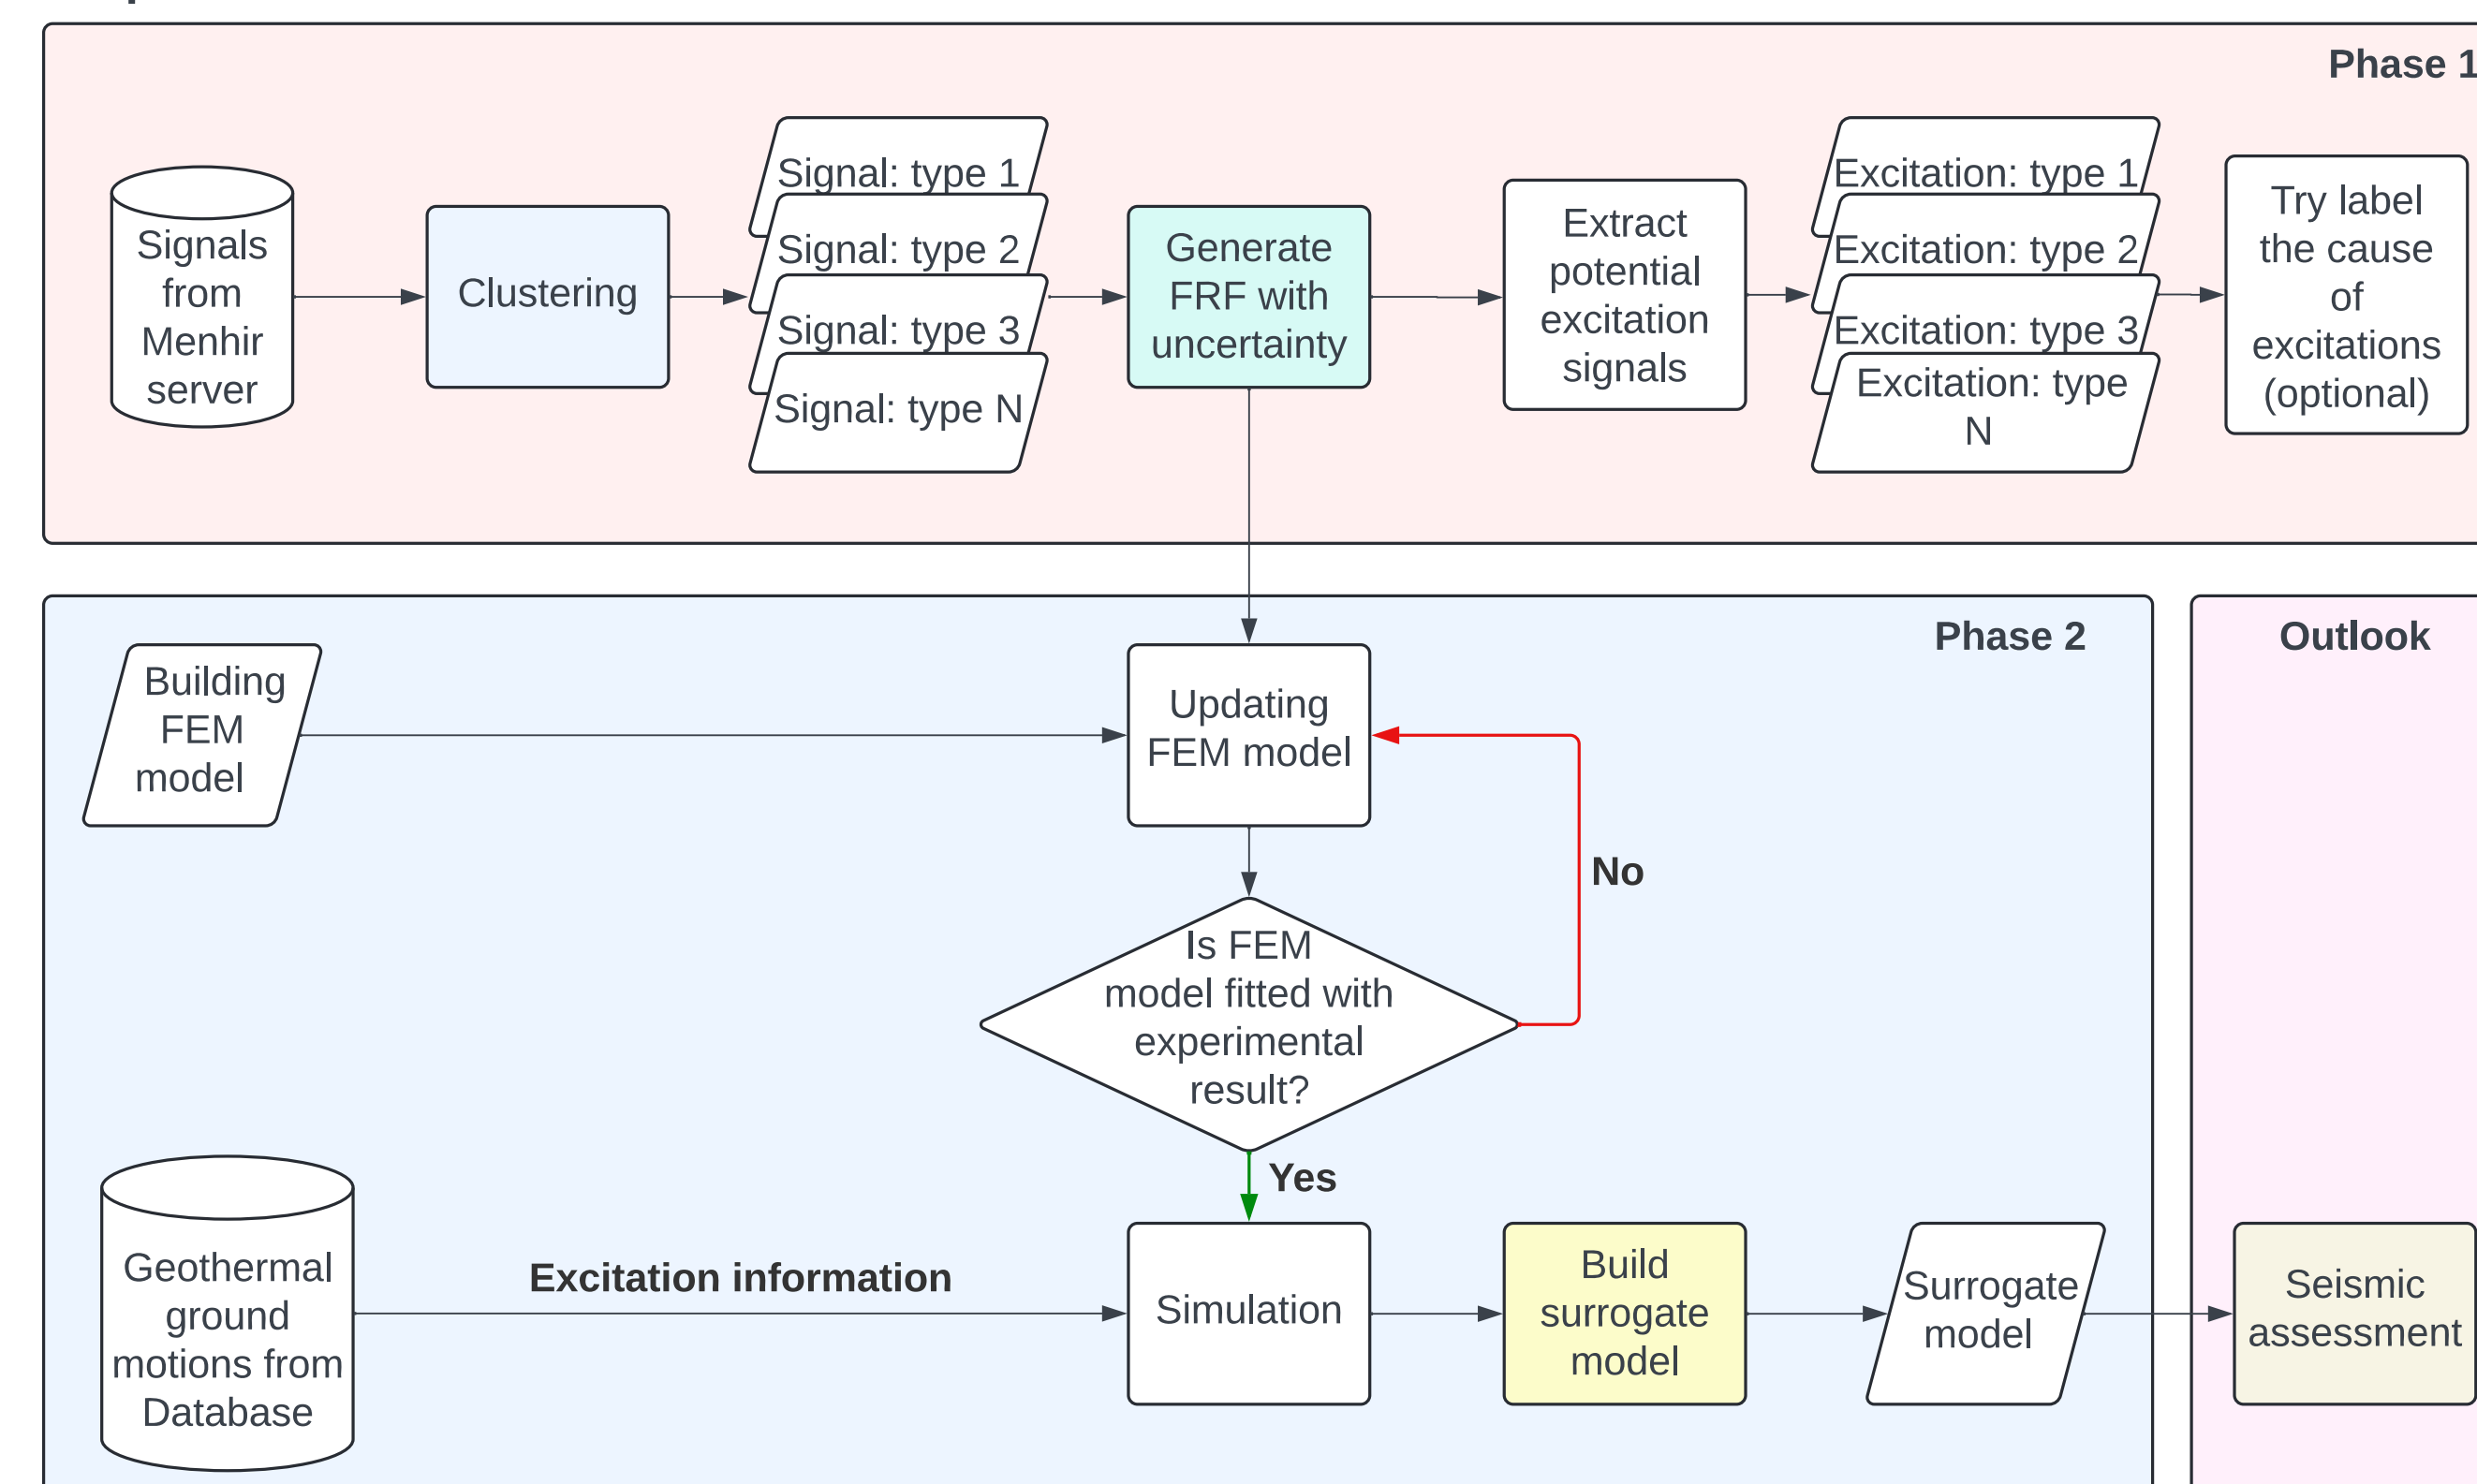 Phase 1
Signals
from
Menhir
server
Clustering
Signal: type 1
Signal: type 2
Signal: type 3
Signal: type N
Generate
FRF with
uncertainty
Extract
potential
excitation
signals
Excitation: type 1
Excitation: type 2
Excitation: type 3
Excitation: type
N
Try label
the cause
of
excitations
(optional)
Phase 2
Outlook
Building
FEM
model
Updating
FEM model
No
Is FEM
model fitted with
experimental
result?
Yes
Geothermal
ground
motions from
Database
Excitation information
Simulation
Build
surrogate
model
Surrogate
model
Seismic
assessment